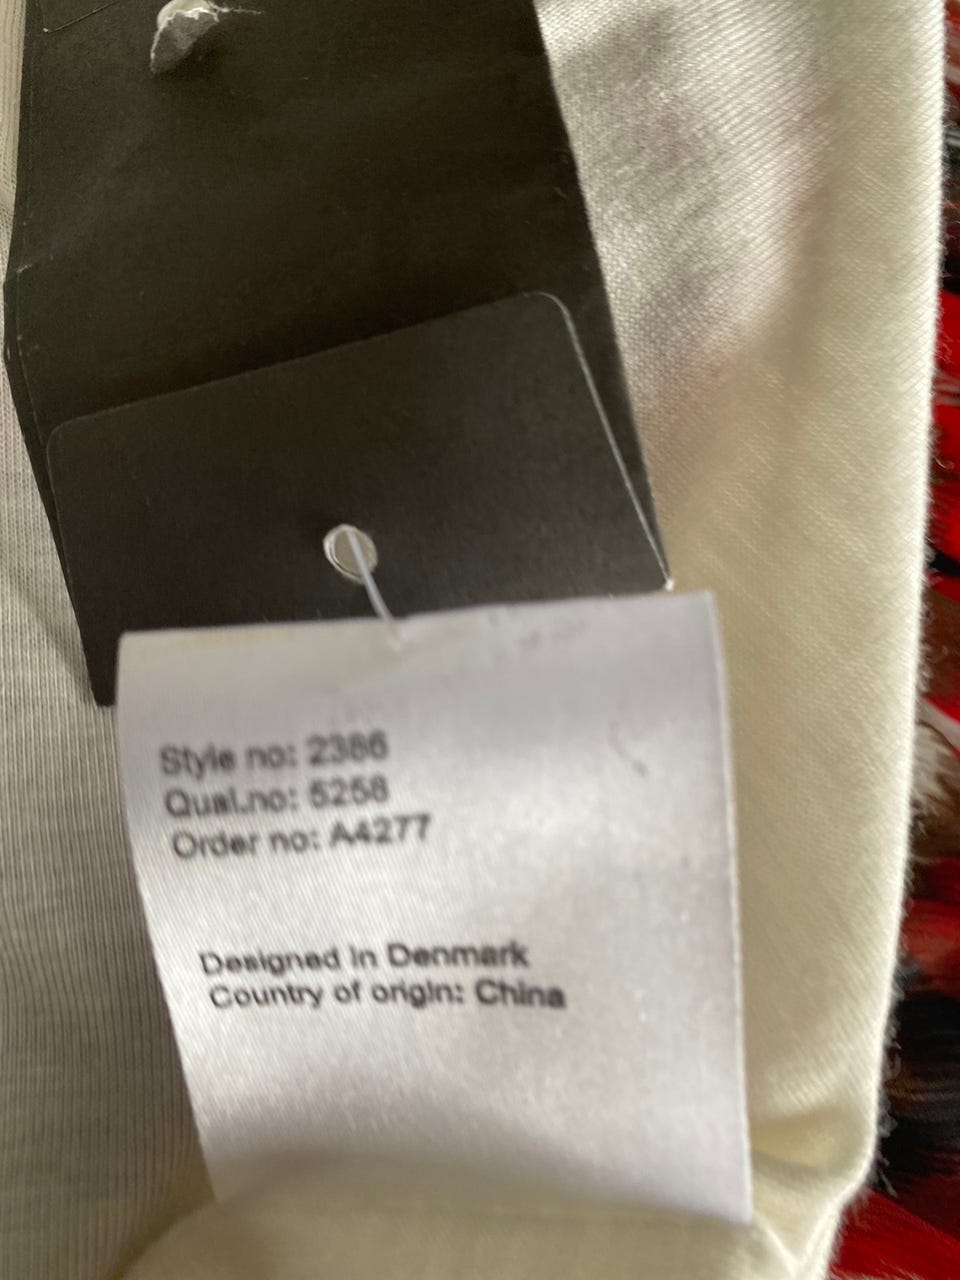 Style no: 2386
Qual.no: 5258
Order no: A4277
Designed in Denmark
Country of origin: China